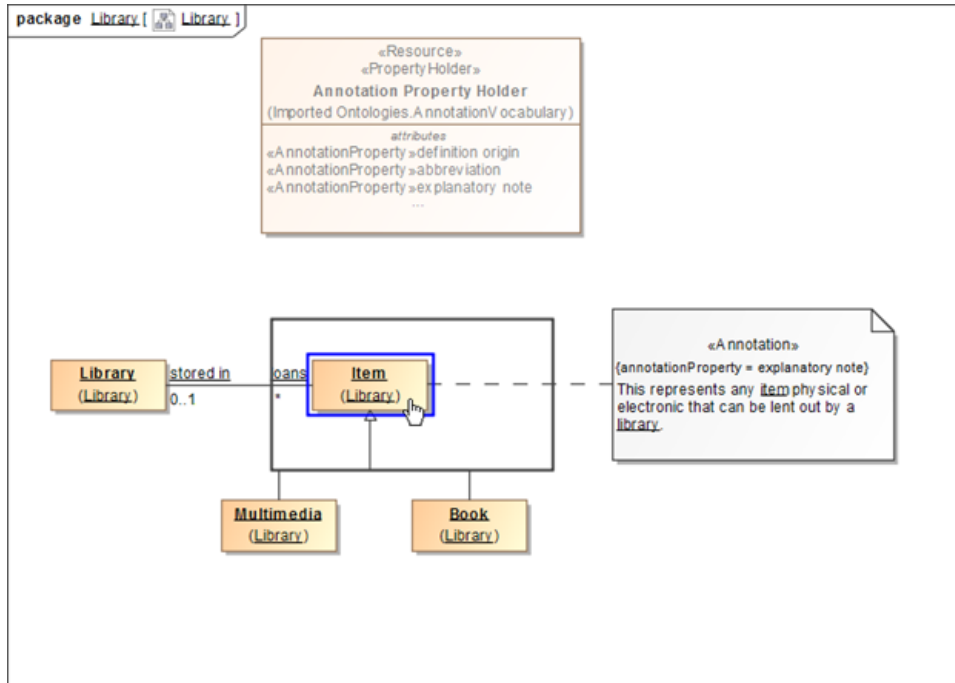 package Library [ Library ]
«Resource»
«PropertyHolder»
Annotation Property Holder
(Imported Ontologies.AnnotationVocabulary)
attributes
«AnnotationProperty»definition origin
«AnnotationProperty»abbreviation
«AnnotationProperty»explanatory note
...
Library
(Library)
stored in
0..1
oans
*
Item
(Library)
«Annotation»
{annotationProperty = explanatory note}
This represents any item physical or
electronic that can be lent out by a
library.
Multimedia
(Library)
Book
(Library)